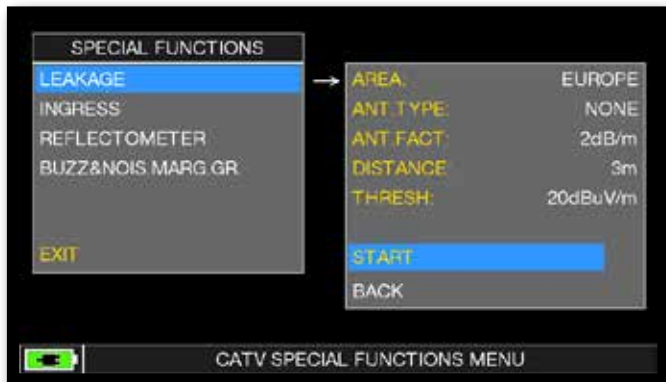 SPECIAL FUNCTIONS
LEAKAGE
INGRESS
REFLECTOMETER
BUZZ&NOIS MARG.GR.
EXIT
AREA: EUROPE
ANT.TYPE: NONE
ANT.FACT: 2dB/m
DISTANCE 3m
THRESH: 20dBuV/m
START
BACK
CATV SPECIAL FUNCTIONS MENU